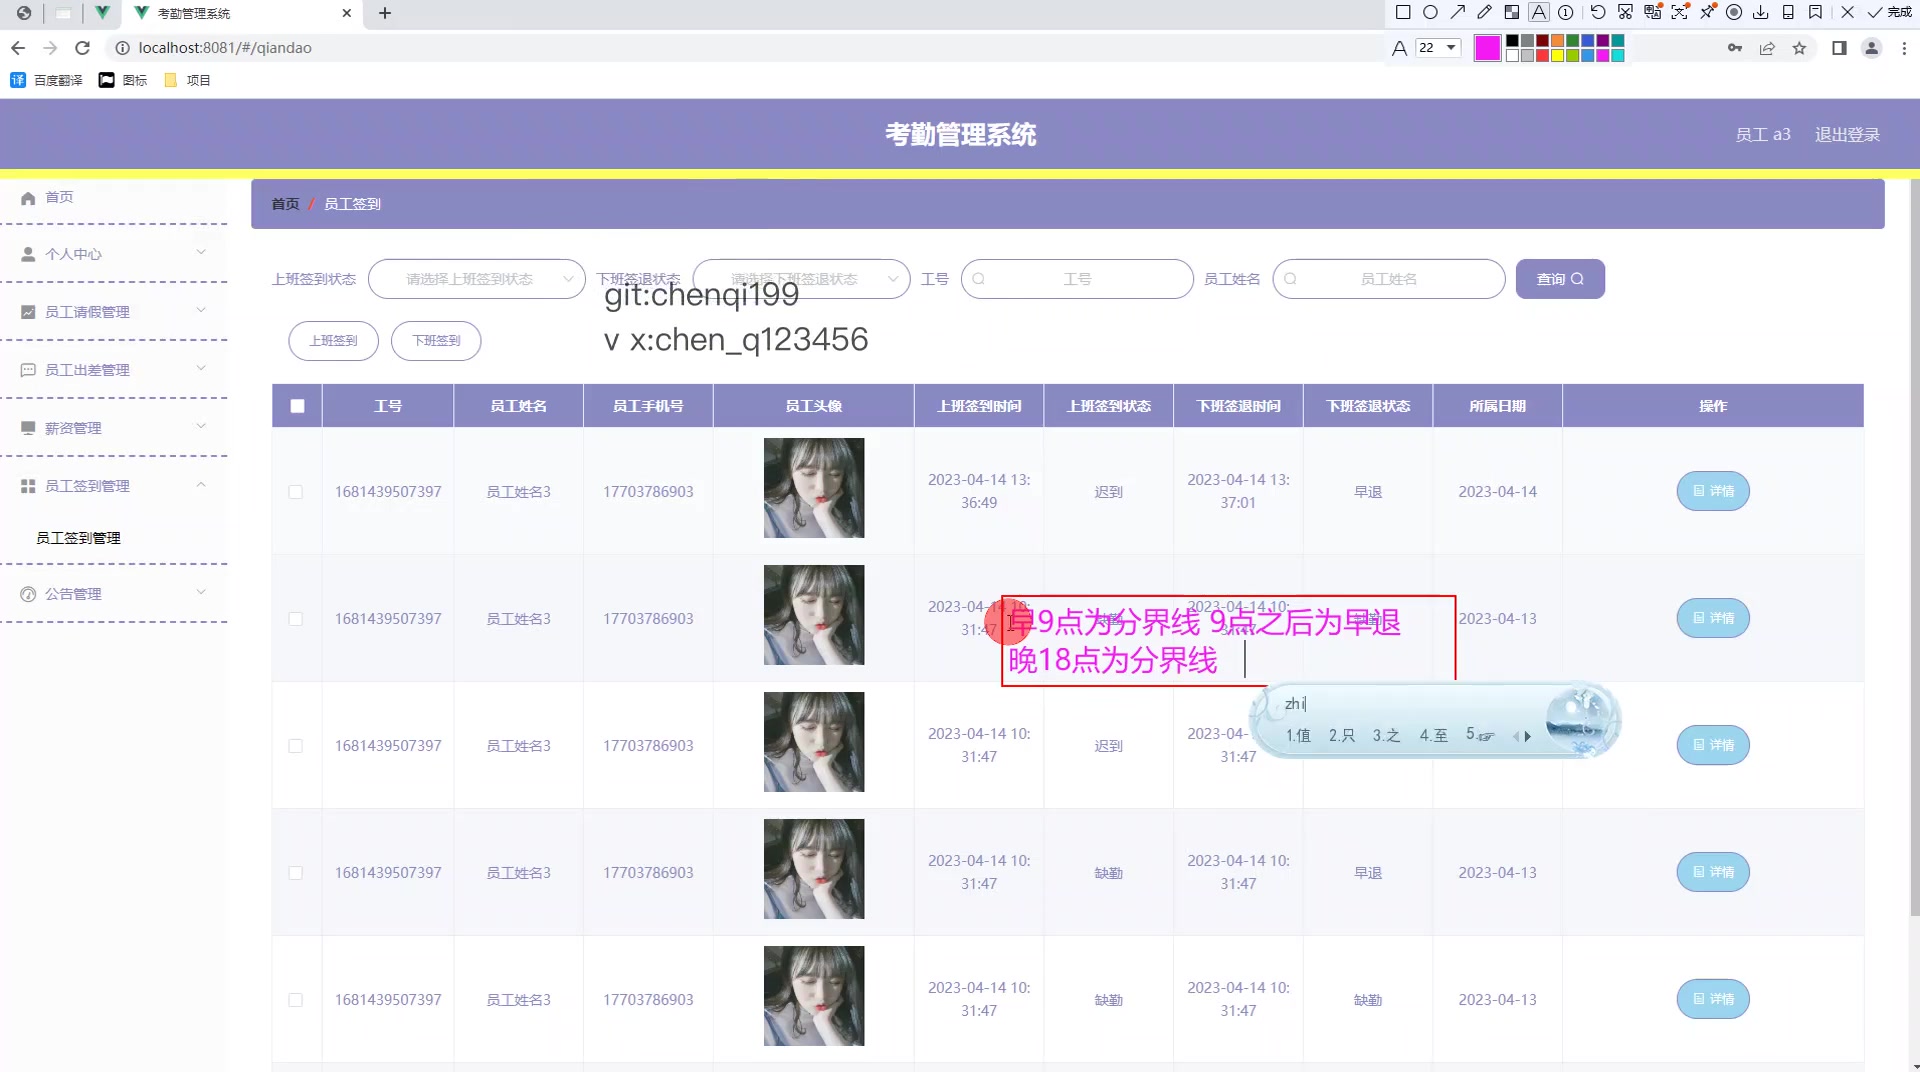 考勤管理系统
完成
localhost:8081/#/qiandao
A 22
译 百度翻译 图标 项目
考勤管理系统
员工 a3 退出登录
首页
个人中心
员工请假管理
员工出差管理
薪资管理
员工签到管理
员工签到管理
公告管理
首页 / 员工签到
上班签到状态 请选择上班签到状态 下班签退状态 请选择下班签退状态 工号 工号 员工姓名 员工姓名 查询
git:chenqi199
上班签到 下班签到
v x:chen_q123456
工号 员工姓名 员工手机号 员工头像 上班签到时间 上班签到状态 下班签退时间 下班签退状态 所属日期 操作
1681439507397 员工姓名3 17703786903 2023-04-14 13:36:49 迟到 2023-04-14 13:37:01 早退 2023-04-14 详情
1681439507397 员工姓名3 17703786903 2023-04-14 10:31:47 2023-04-14 10:31:47 2023-04-13 详情
早9点为分界线 9点之后为早退
晚18点为分界线
zhi
1.值 2.只 3.之 4.至 5.
1681439507397 员工姓名3 17703786903 2023-04-14 10:31:47 迟到 2023-04- 31:47 详情
1681439507397 员工姓名3 17703786903 2023-04-14 10:31:47 缺勤 2023-04-14 10:31:47 早退 2023-04-13 详情
1681439507397 员工姓名3 17703786903 2023-04-14 10:31:47 缺勤 2023-04-14 10:31:47 缺勤 2023-04-13 详情